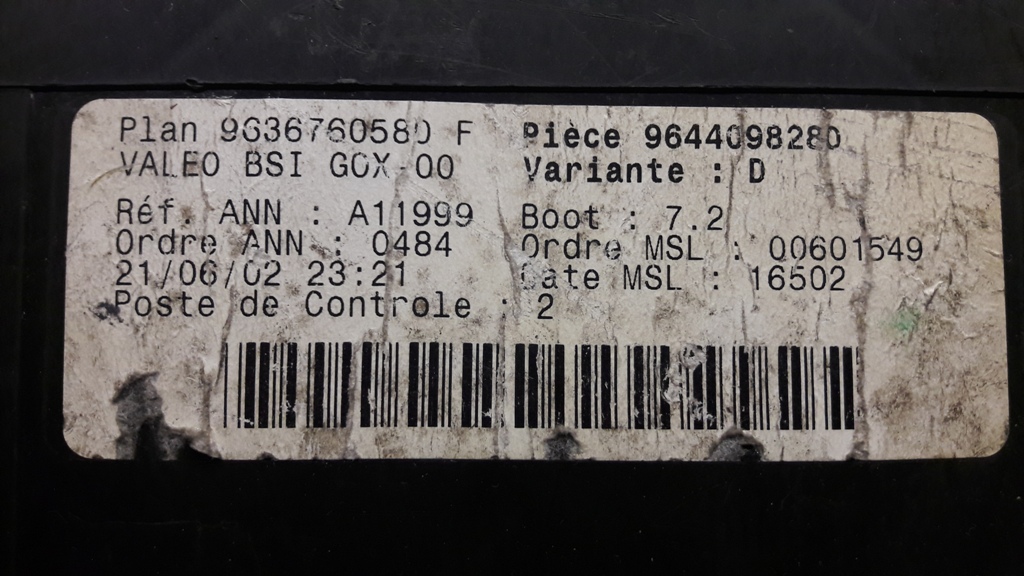 Plan 9636760580 F
VALEO BSI G0X-00
Réf. ANN : A11999
Ordre ANN : 0484
21/06/02 23:21
Poste de Controle : 2
Pièce 9644098280
Variante : D
Boot : 7.2
Ordre MSL : 00601549
Date MSL : 16502